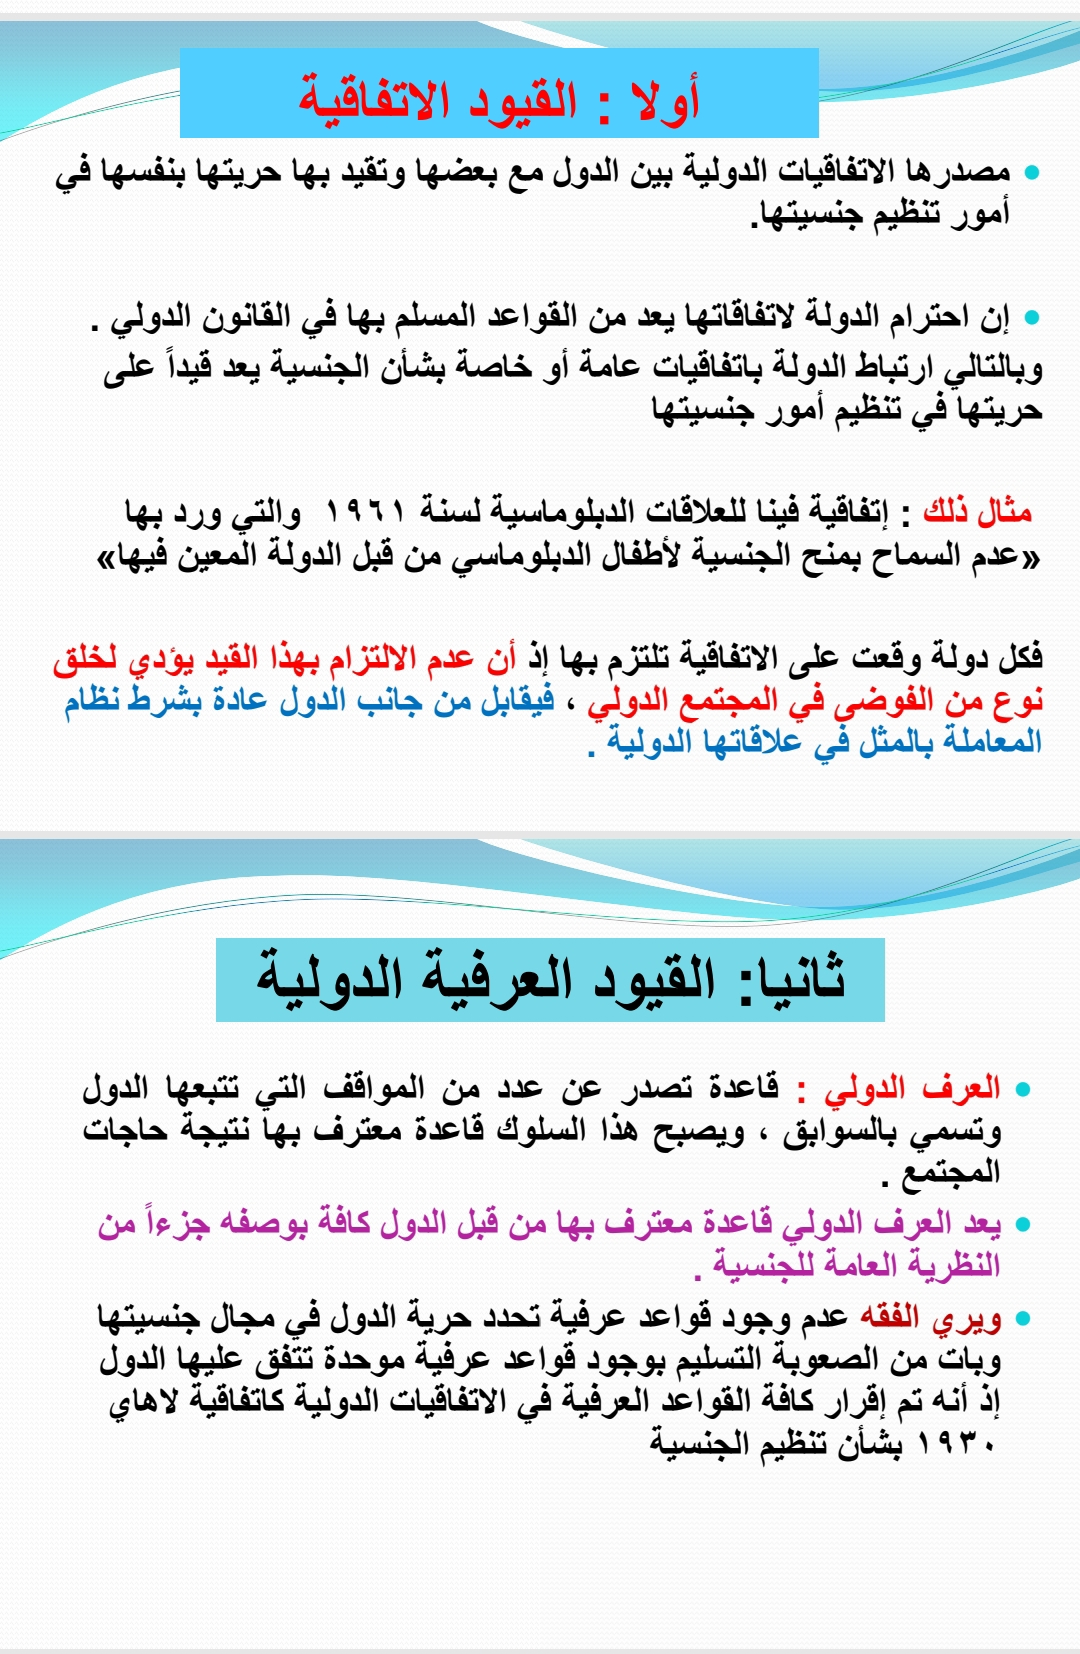 أولا : القيود الاتفاقية
• مصدرها الاتفاقيات الدولية بين الدول مع بعضها وتقيد بها حريتها بنفسها في
أمور تنظيم جنسيتها.
• إن احترام الدولة لاتفاقاتها يعد من القواعد المسلم بها في القانون الدولي .
وبالتالي ارتباط الدولة باتفاقيات عامة أو خاصة بشأن الجنسية يعد قيداً على
حريتها في تنظيم أمور جنسيتها
مثال ذلك : إتفاقية فينا للعلاقات الدبلوماسية لسنة ١٩٦١ والتي ورد بها
«عدم السماح بمنح الجنسية لأطفال الدبلوماسي من قبل الدولة المعين فيها»
فكل دولة وقعت على الاتفاقية تلتزم بها إذ أن عدم الالتزام بهذا القيد يؤدي لخلق
نوع من الفوضى في المجتمع الدولي ، فيقابل من جانب الدول عادة بشرط نظام
المعاملة بالمثل في علاقاتها الدولية .
ثانيا: القيود العرفية الدولية
• العرف الدولي : قاعدة تصدر عن عدد من المواقف التي تتبعها الدول
وتسمي بالسوابق ، ويصبح هذا السلوك قاعدة معترف بها نتيجة حاجات
المجتمع .
• يعد العرف الدولي قاعدة معترف بها من قبل الدول كافة بوصفه جزءاً من
النظرية العامة للجنسية .
• ويري الفقه عدم وجود قواعد عرفية تحدد حرية الدول في مجال جنسيتها
وبات من الصعوبة التسليم بوجود قواعد عرفية موحدة تتفق عليها الدول
إذ أنه تم إقرار كافة القواعد العرفية في الاتفاقيات الدولية كاتفاقية لاهاي
١٩٣٠ بشأن تنظيم الجنسية